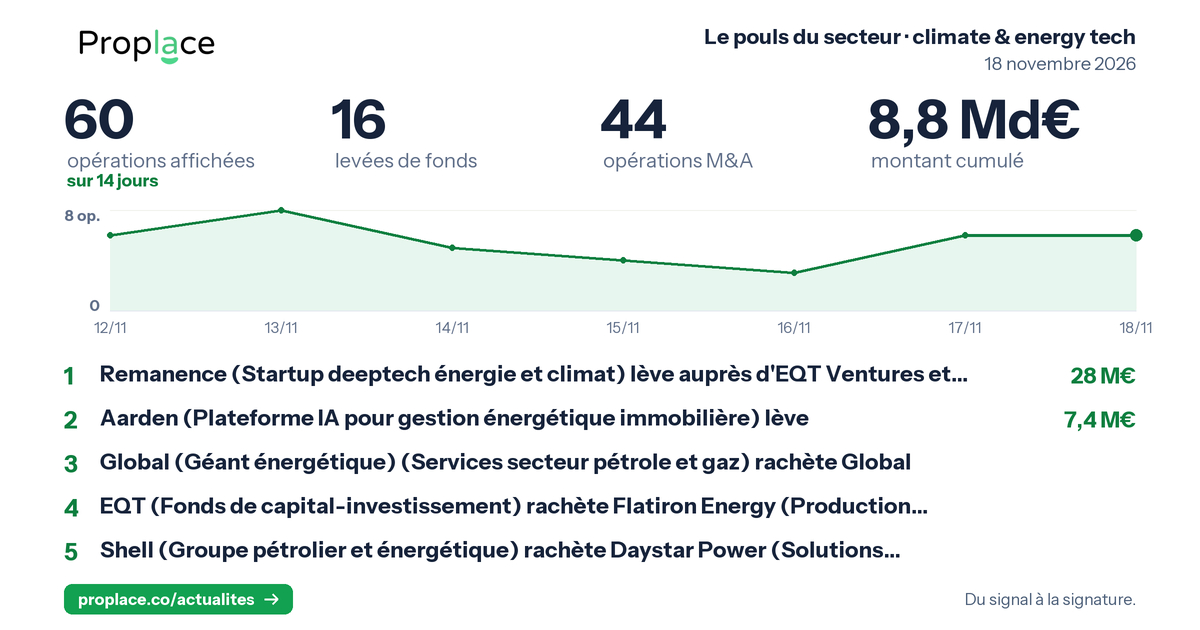 Proplace
Le pouls du secteur · climate & energy tech
18 novembre 2026
60
opérations affichées
sur 14 jours
16
levées de fonds
44
opérations M&A
8,8 Md€
montant cumulé
8 op.
0
12/11 13/11 14/11 15/11 16/11 17/11 18/11
1 Remanence (Startup deeptech énergie et climat) lève auprès d'EQT Ventures et... 28 M€
2 Aarden (Plateforme IA pour gestion énergétique immobilière) lève 7,4 M€
3 Global (Géant énergétique) (Services secteur pétrole et gaz) rachète Global
4 EQT (Fonds de capital-investissement) rachète Flatiron Energy (Production...
5 Shell (Groupe pétrolier et énergétique) rachète Daystar Power (Solutions...
proplace.co/actualites →
Du signal à la signature.